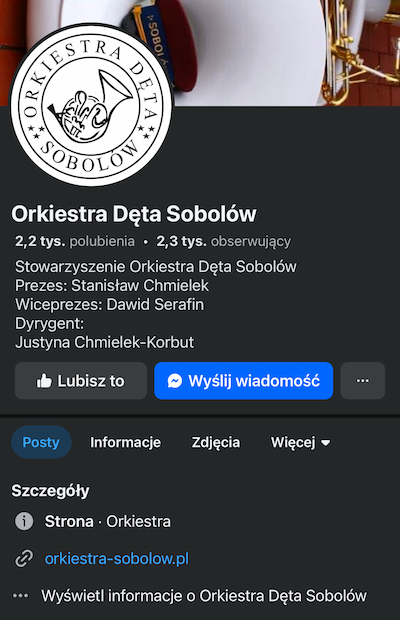 SOBOL
ORKIESTRA DĘTA
SOBOLÓW
Orkiestra Dęta Sobolów
2,2 tys. polubienia • 2,3 tys. obserwujący
Stowarzyszenie Orkiestra Dęta Sobolów
Prezes: Stanisław Chmielek
Wiceprezes: Dawid Serafin
Dyrygent:
Justyna Chmielek-Korbut
Lubisz to
Wyślij wiadomość
Posty Informacje Zdjęcia Więcej
Szczegóły
Strona · Orkiestra
orkiestra-sobolow.pl
Wyświetl informacje o Orkiestra Dęta Sobolów